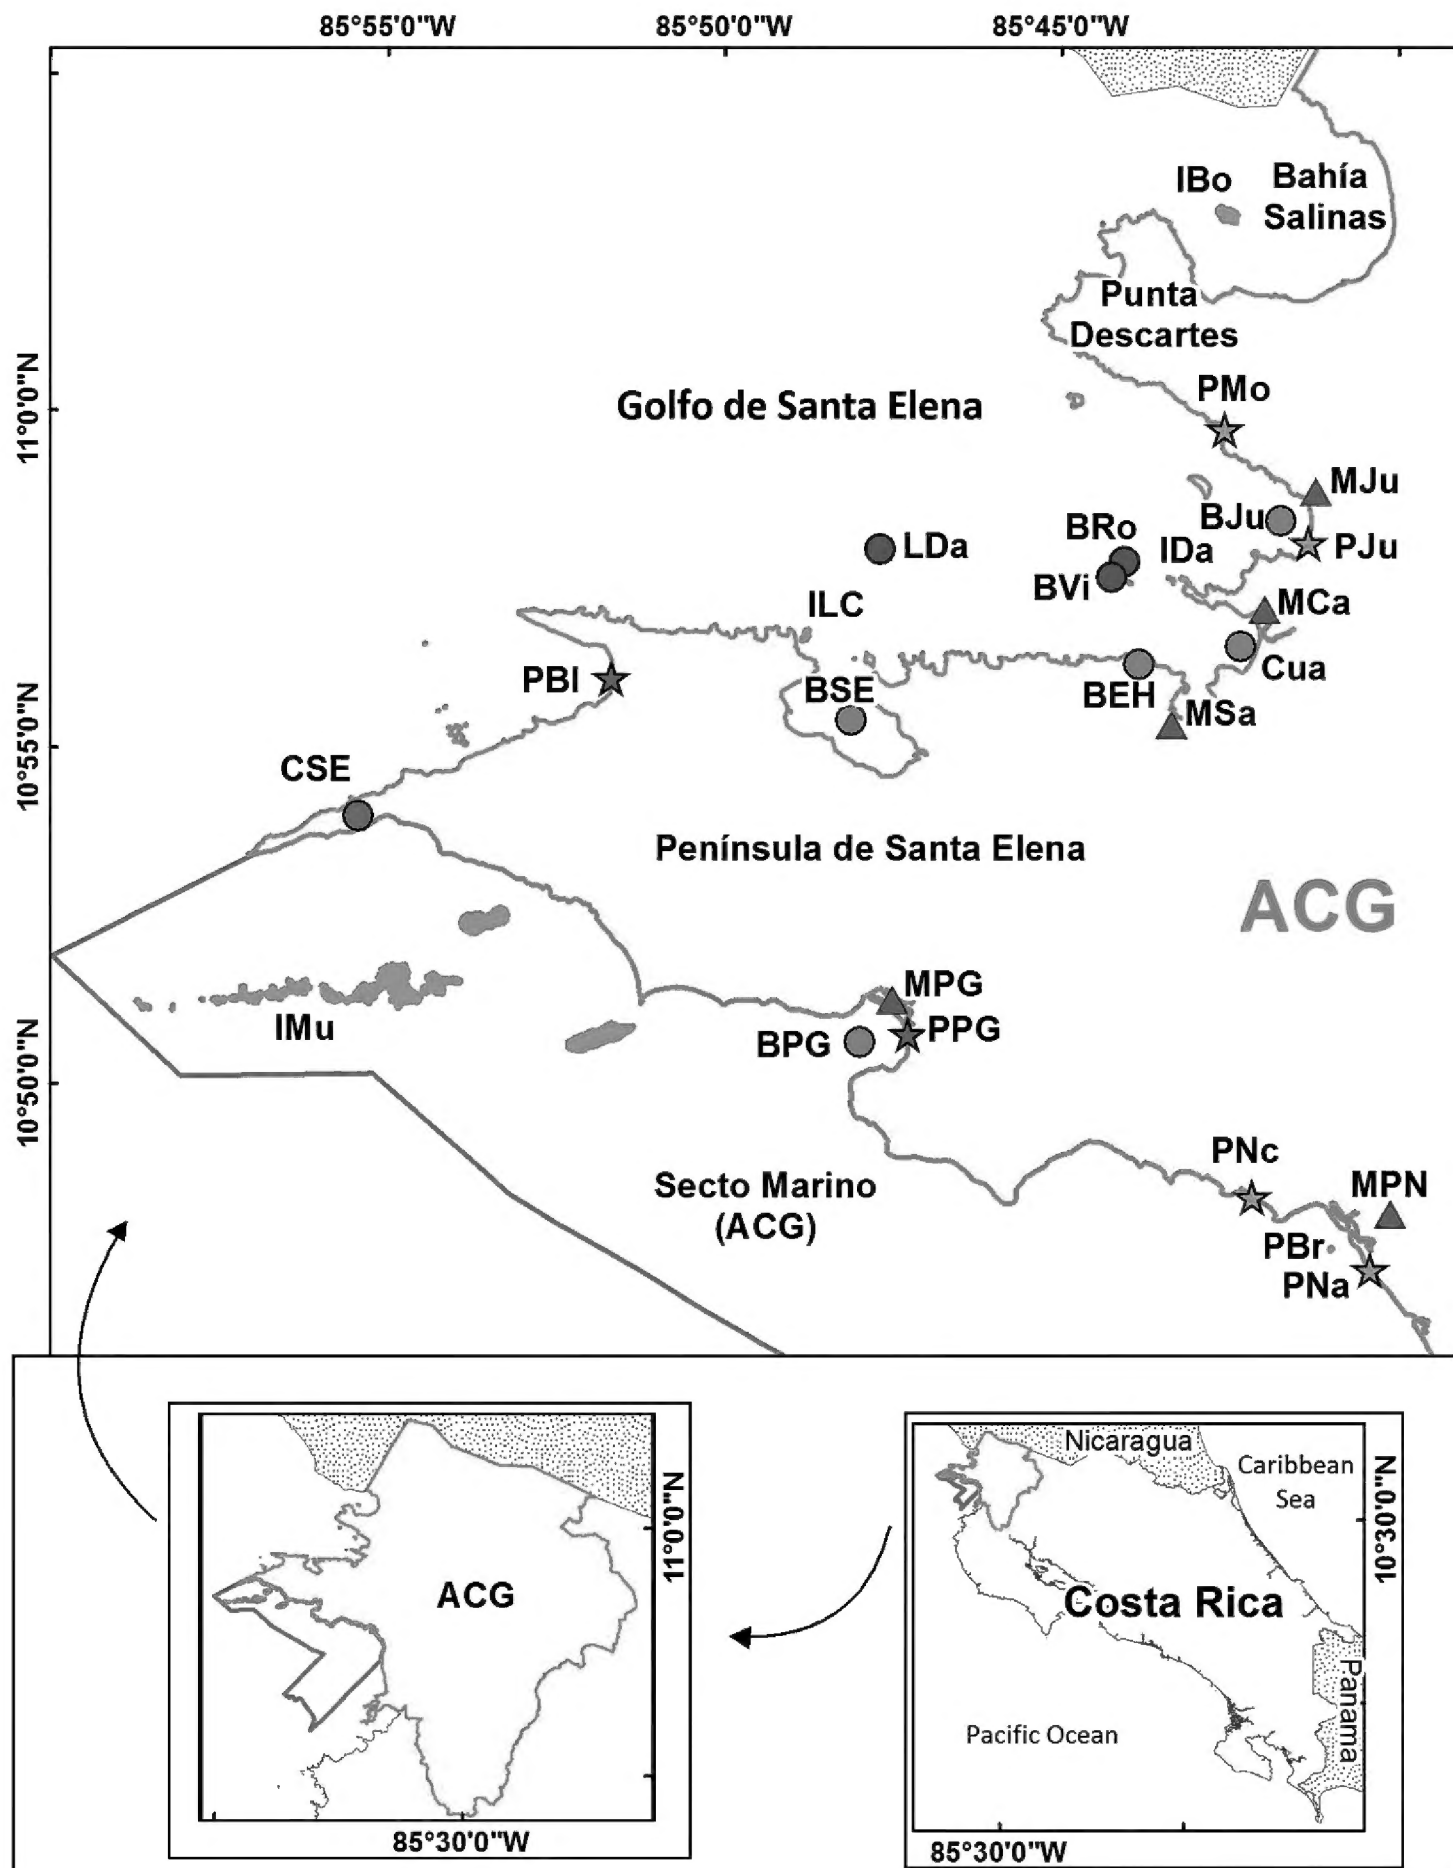 85°55'0"W
85°50'0"W
85°45'0"W
IBo
Bahía
Salinas
Punta
Descartes
11°0'0"N
Golfo de Santa Elena
PMo
MJu
BJu
BRo
IDa
PJu
LDa
BVi
ILC
MCa
PBl
BSE
BEH
Cua
MSa
10°55'0"N
CSE
Península de Santa Elena
ACG
MPG
IMu
BPG
PPG
10°50'0"N
Secto Marino
(ACG)
PNc
MPN
PBr
PNa
ACG
11°0'0"N
85°30'0"W
Nicaragua
Caribbean
Sea
10°30'0"N
Costa Rica
Panama
Pacific Ocean
85°30'0"W